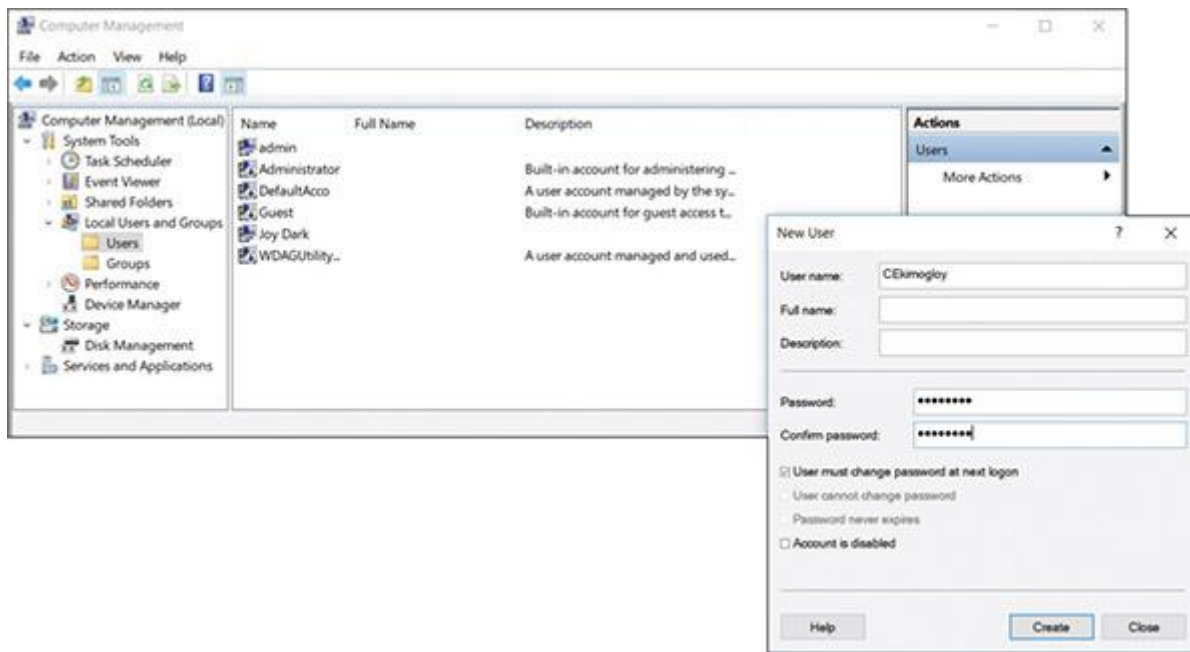 Computer Management
File Action View Help
Computer Management (Local)
System Tools
Task Scheduler
Event Viewer
Shared Folders
Local Users and Groups
Users
Groups
Performance
Device Manager
Storage
Disk Management
Services and Applications
Name Full Name Description
admin
Administrator Built-in account for administering ...
DefaultAcco A user account managed by the sy...
Guest Built-in account for guest access t...
Joy Dark
WDAGUtility... A user account managed and used...
Actions
Users
More Actions
New User
User name: CEkimogloy
Full name:
Description:
Password: ••••••••
Confirm password: ••••••••
User must change password at next logon
User cannot change password
Password never expires
Account is disabled
Help Create Close